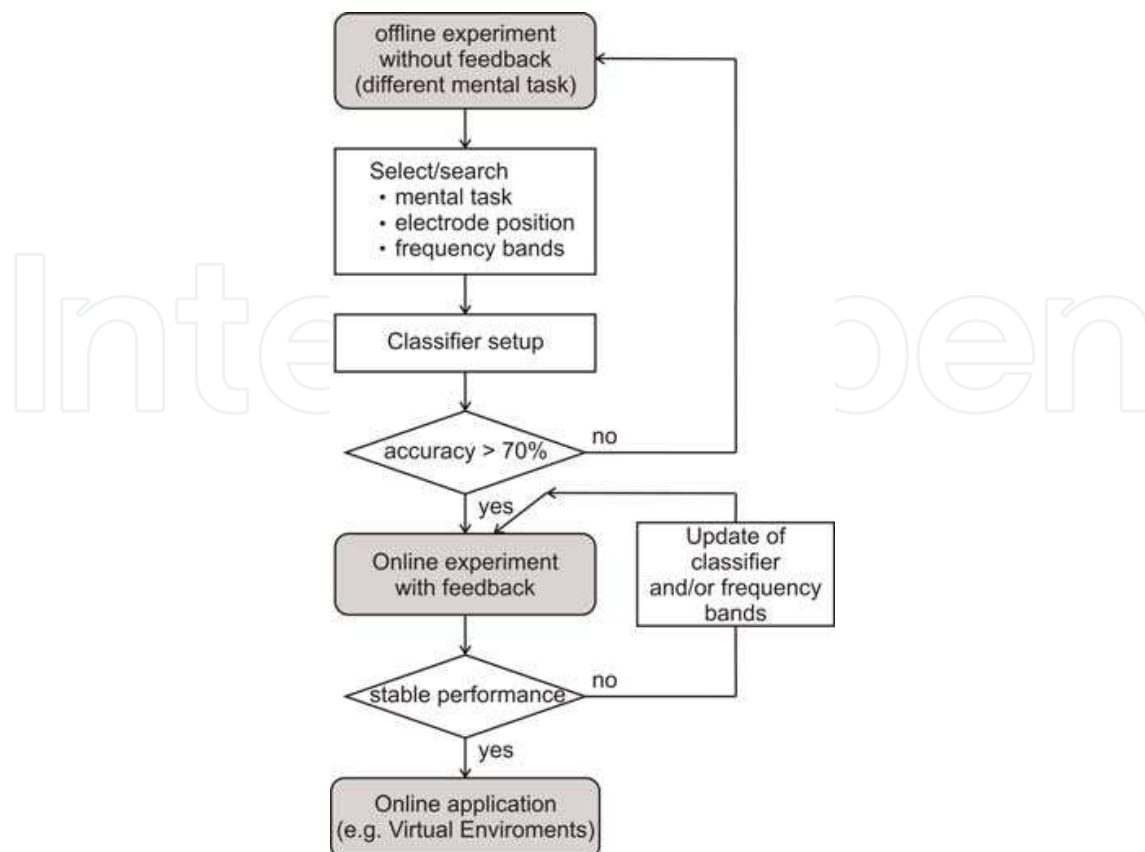 offline experiment
without feedback
(different mental task)
Select/search
• mental task
• electrode position
• frequency bands
Classifier setup
accuracy > 70%
no
yes
Online experiment
with feedback
Update of
classifier
and/or frequency
bands
stable performance
no
yes
Online application
(e.g. Virtual Enviroments)
Inte
pen